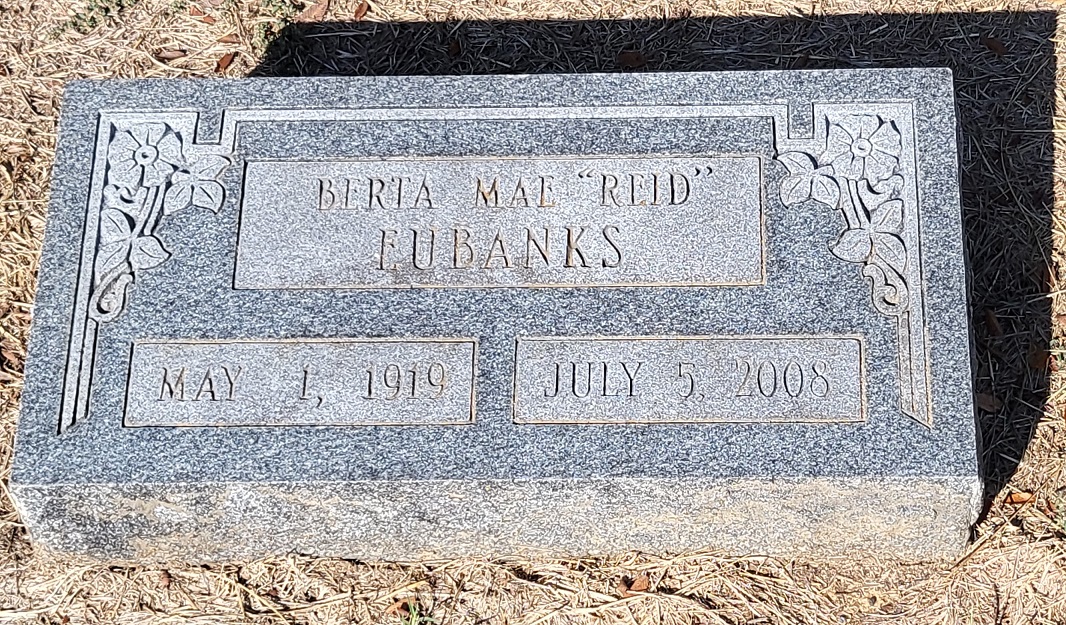 BERTA MAE "REID"
EUBANKS
MAY 1, 1919
JULY 5, 2008